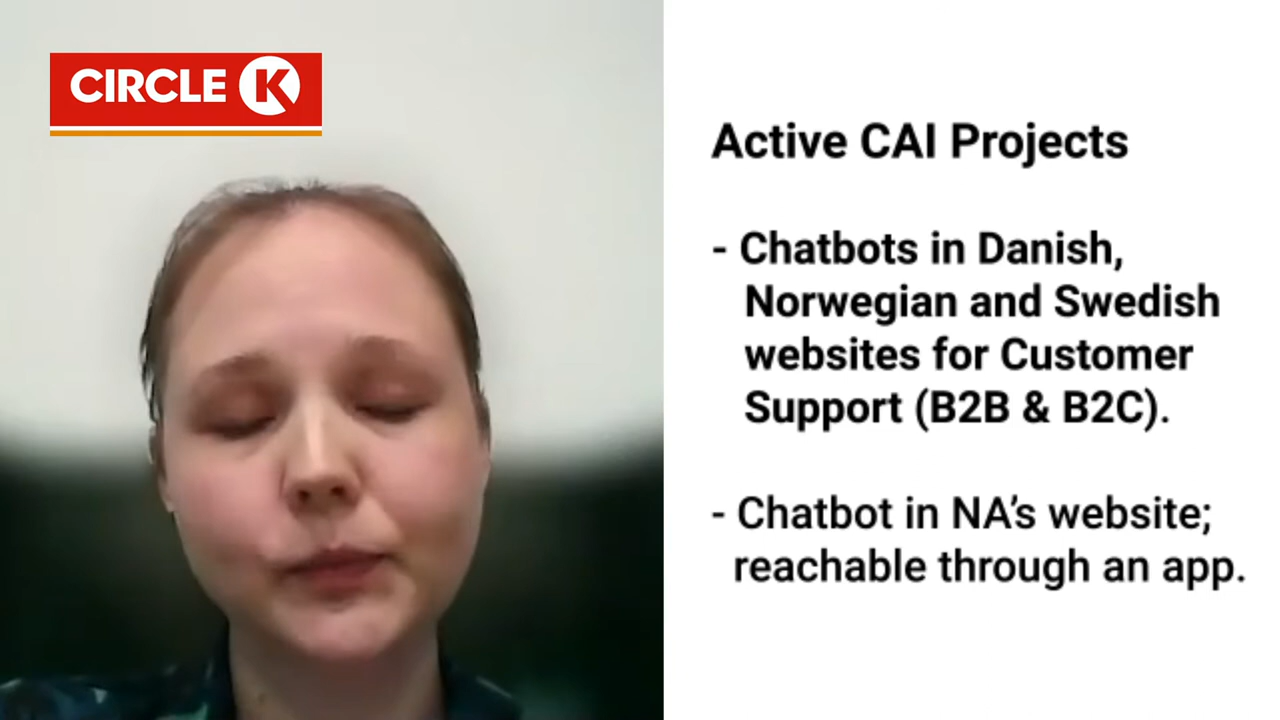 CIRCLE K
Active CAI Projects
- Chatbots in Danish,
Norwegian and Swedish
websites for Customer
Support (B2B & B2C).
- Chatbot in NA’s website;
reachable through an app.